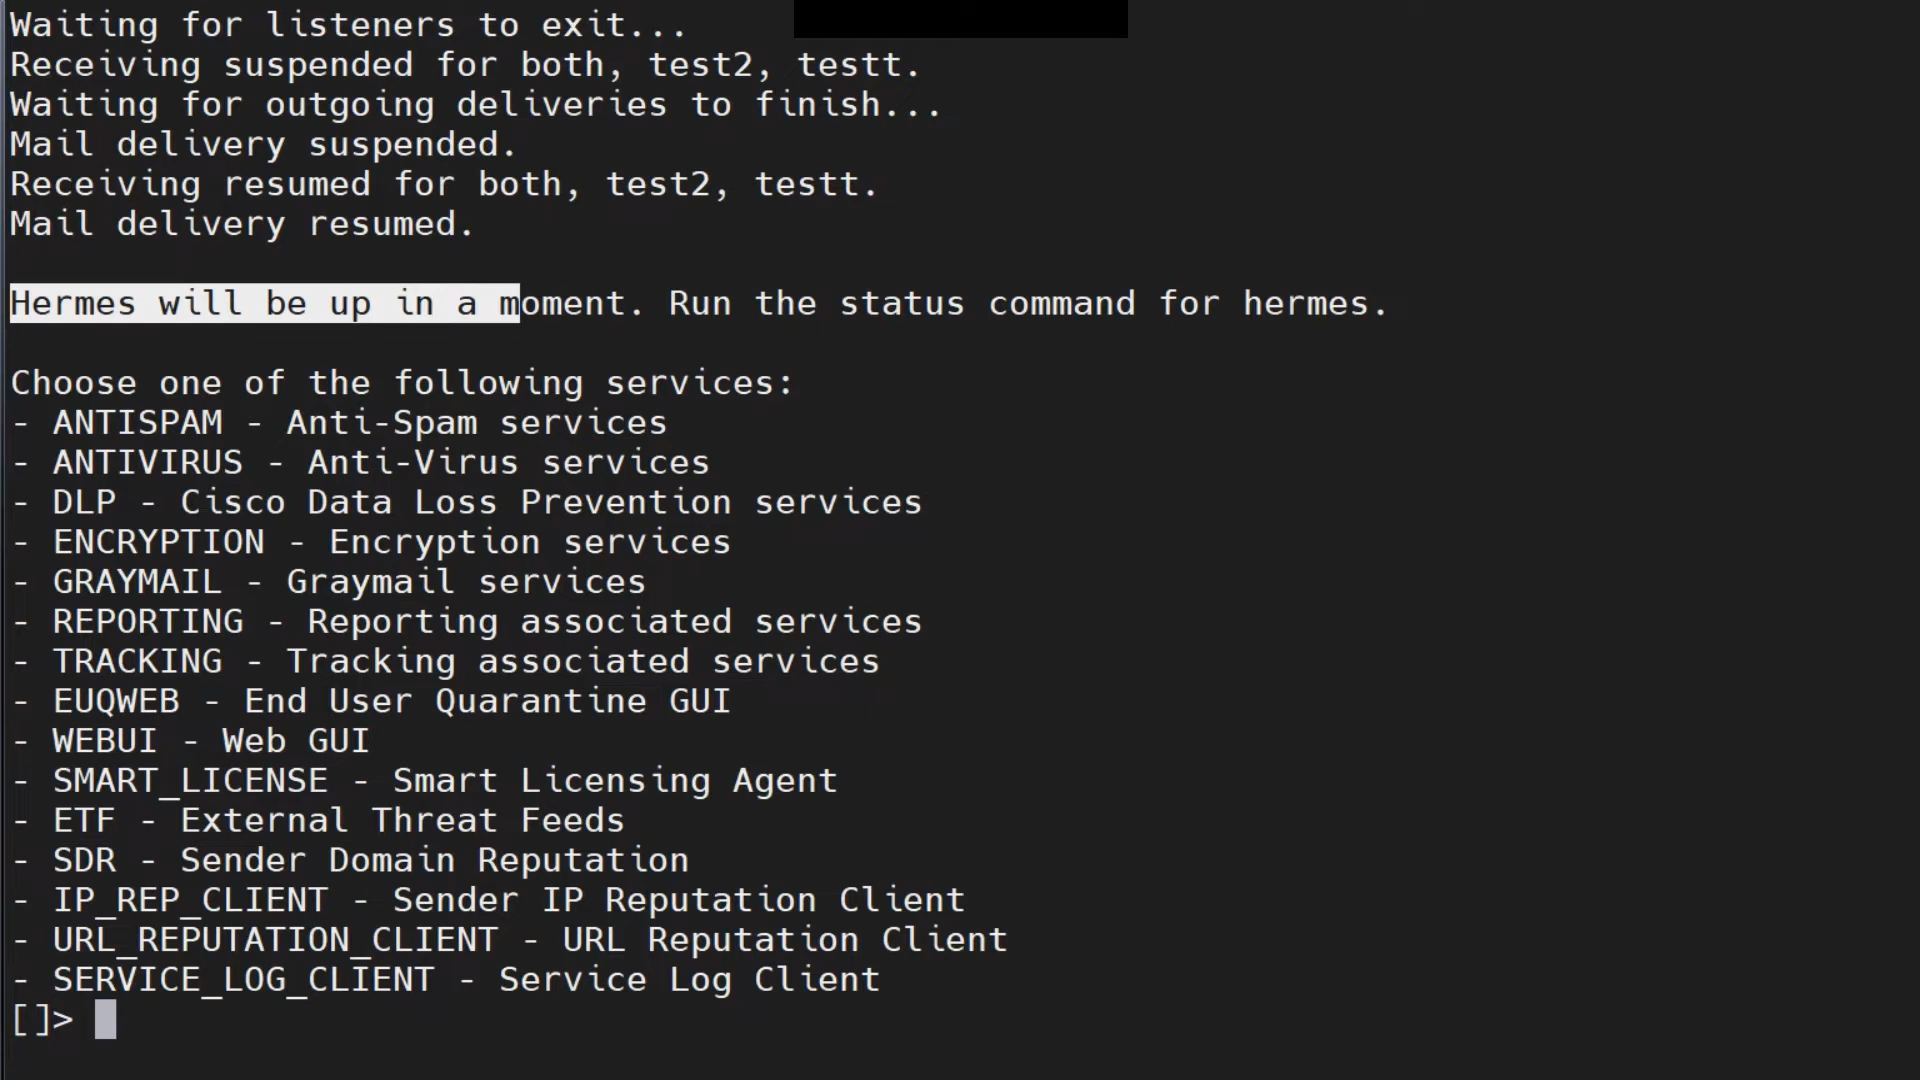 Waiting for listeners to exit...
Receiving suspended for both, test2, testt.
Waiting for outgoing deliveries to finish...
Mail delivery suspended.
Receiving resumed for both, test2, testt.
Mail delivery resumed.
Hermes will be up in a moment. Run the status command for hermes.
Choose one of the following services:
- ANTISPAM - Anti-Spam services
- ANTIVIRUS - Anti-Virus services
- DLP - Cisco Data Loss Prevention services
- ENCRYPTION - Encryption services
- GRAYMAIL - Graymail services
- REPORTING - Reporting associated services
- TRACKING - Tracking associated services
- EUQWEB - End User Quarantine GUI
- WEBUI - Web GUI
- SMART_LICENSE - Smart Licensing Agent
- ETF - External Threat Feeds
- SDR - Sender Domain Reputation
- IP_REP_CLIENT - Sender IP Reputation Client
- URL_REPUTATION_CLIENT - URL Reputation Client
- SERVICE_LOG_CLIENT - Service Log Client
[]>